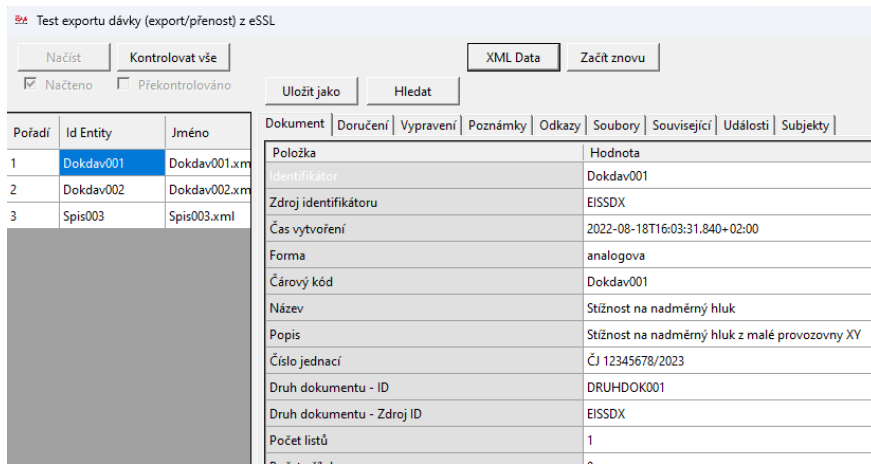 Test exportu dávky (export/přenost) z eSSL
Načíst Kontrolovat vše XML Data Začít znovu
Načteno Překontrolováno
Uložit jako Hledat
Dokument Doručení Vypravení Poznámky Odkazy Soubory Související Události Subjekty
Pořadí Id Entity Jméno
1 Dokdav001 Dokdav001.xm
2 Dokdav002 Dokdav002.xm
3 Spis003 Spis003.xml
Položka Hodnota
Identifikátor Dokdav001
Zdroj identifikátoru EISSDX
Čas vytvoření 2022-08-18T16:03:31.840+02:00
Forma analogova
Čárový kód Dokdav001
Název Stížnost na nadměrný hluk
Popis Stížnost na nadměrný hluk z malé provozovny XY
Číslo jednací ČJ 12345678/2023
Druh dokumentu - ID DRUHDOK001
Druh dokumentu - Zdroj ID EISSDX
Počet listů 1